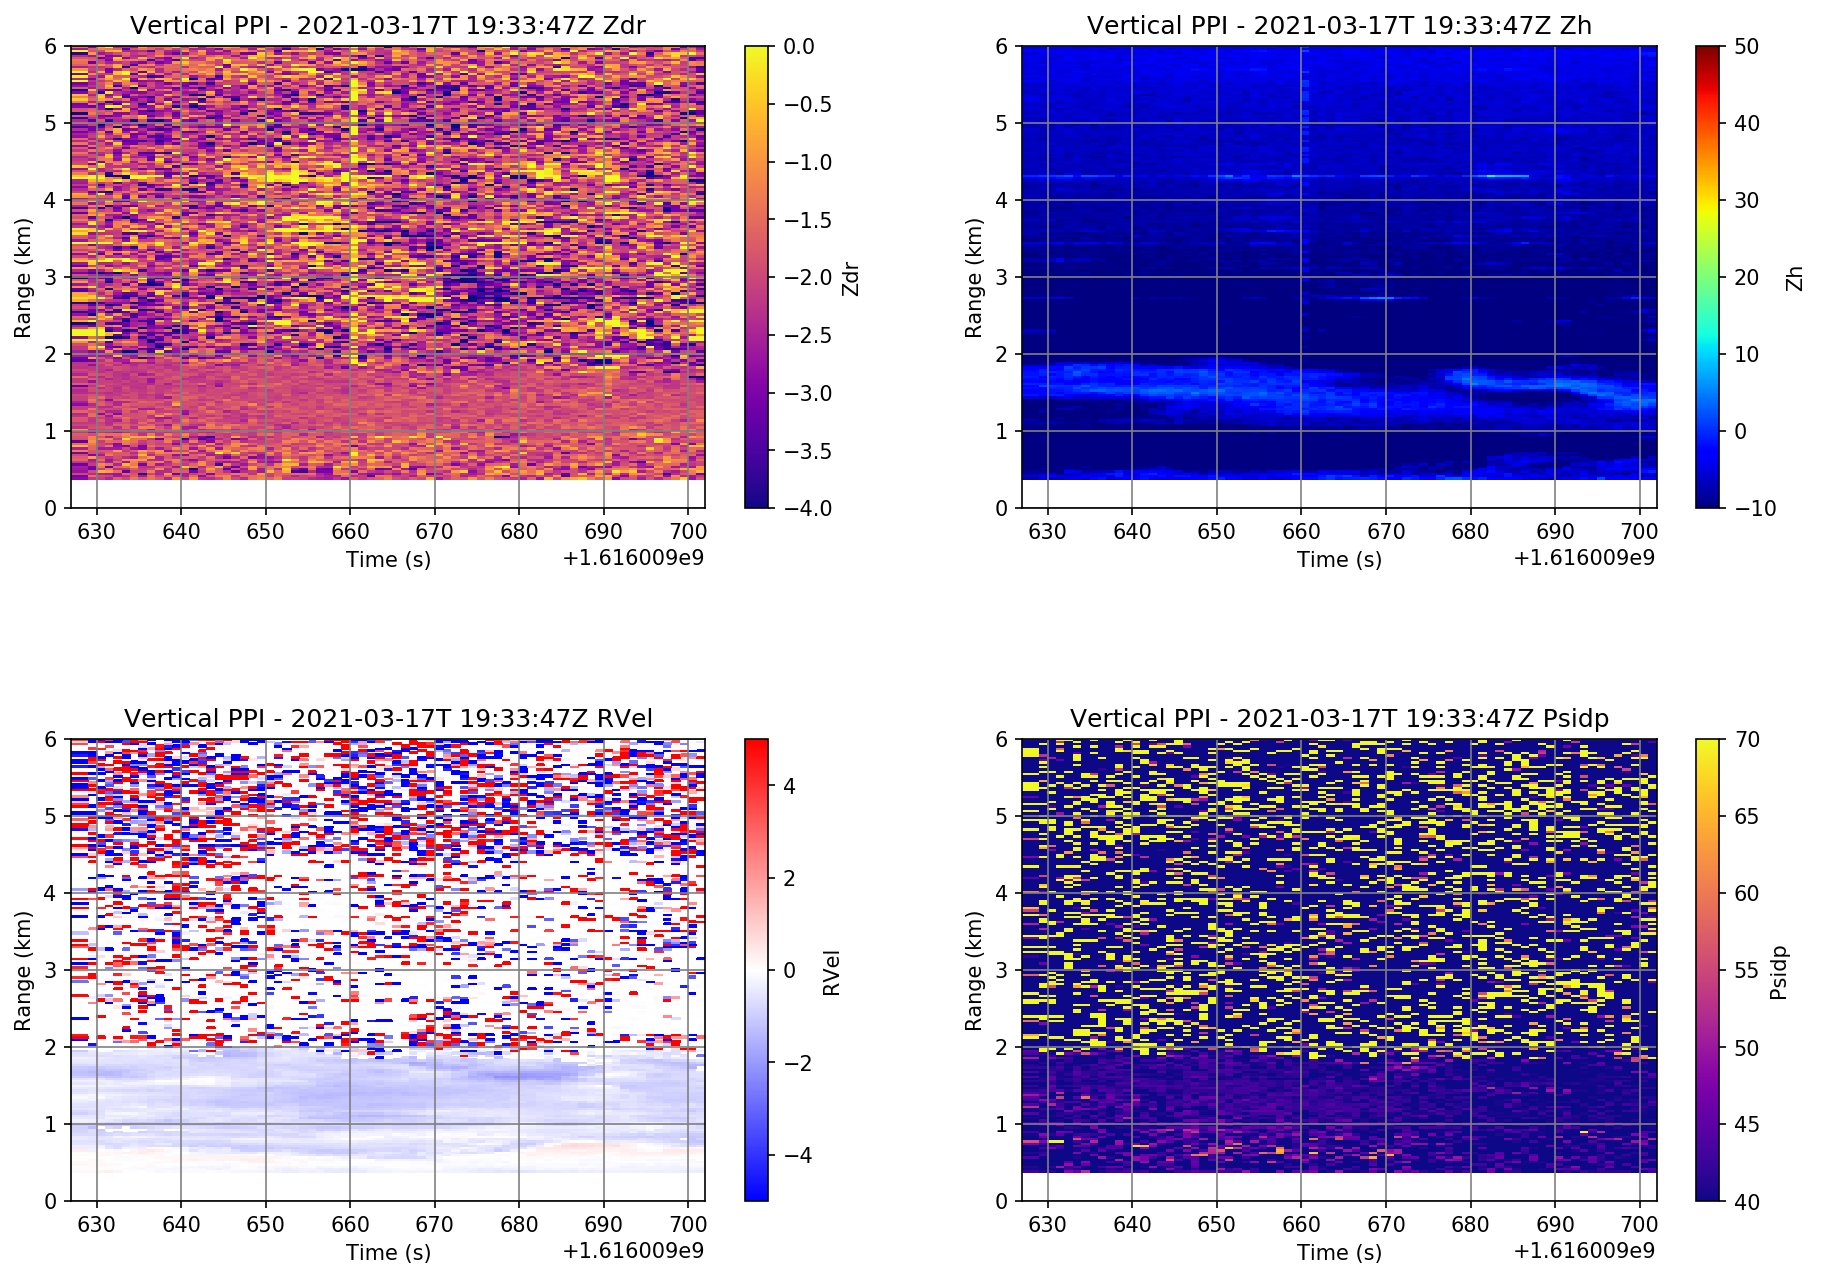 Vertical PPI - 2021-03-17T 19:33:47Z Zdr
6
5
4
3
2
1
0
Range (km)
630 640 650 660 670 680 690 700
Time (s)
+1.616009e9
0.0
−0.5
−1.0
−1.5
−2.0
−2.5
−3.0
−3.5
−4.0
Zdr
Vertical PPI - 2021-03-17T 19:33:47Z Zh
6
5
4
3
2
1
0
Range (km)
630 640 650 660 670 680 690 700
Time (s)
+1.616009e9
50
40
30
20
10
0
−10
Zh
Vertical PPI - 2021-03-17T 19:33:47Z RVel
6
5
4
3
2
1
0
Range (km)
630 640 650 660 670 680 690 700
Time (s)
+1.616009e9
4
2
0
−2
−4
RVel
Vertical PPI - 2021-03-17T 19:33:47Z Psidp
6
5
4
3
2
1
0
Range (km)
630 640 650 660 670 680 690 700
Time (s)
+1.616009e9
70
65
60
55
50
45
40
Psidp